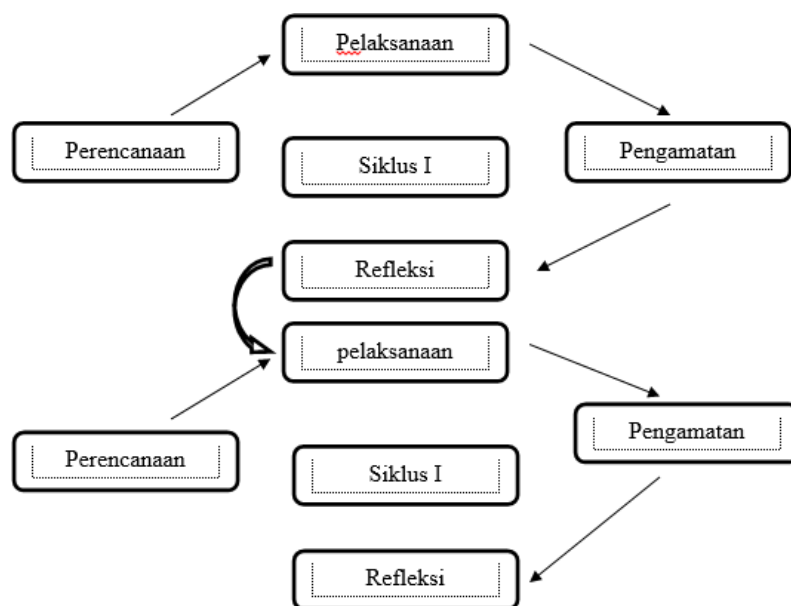 Pelaksanaan
Perencanaan
Pengamatan
Siklus I
Refleksi
pelaksanaan
Pengamatan
Perencanaan
Siklus I
Refleksi